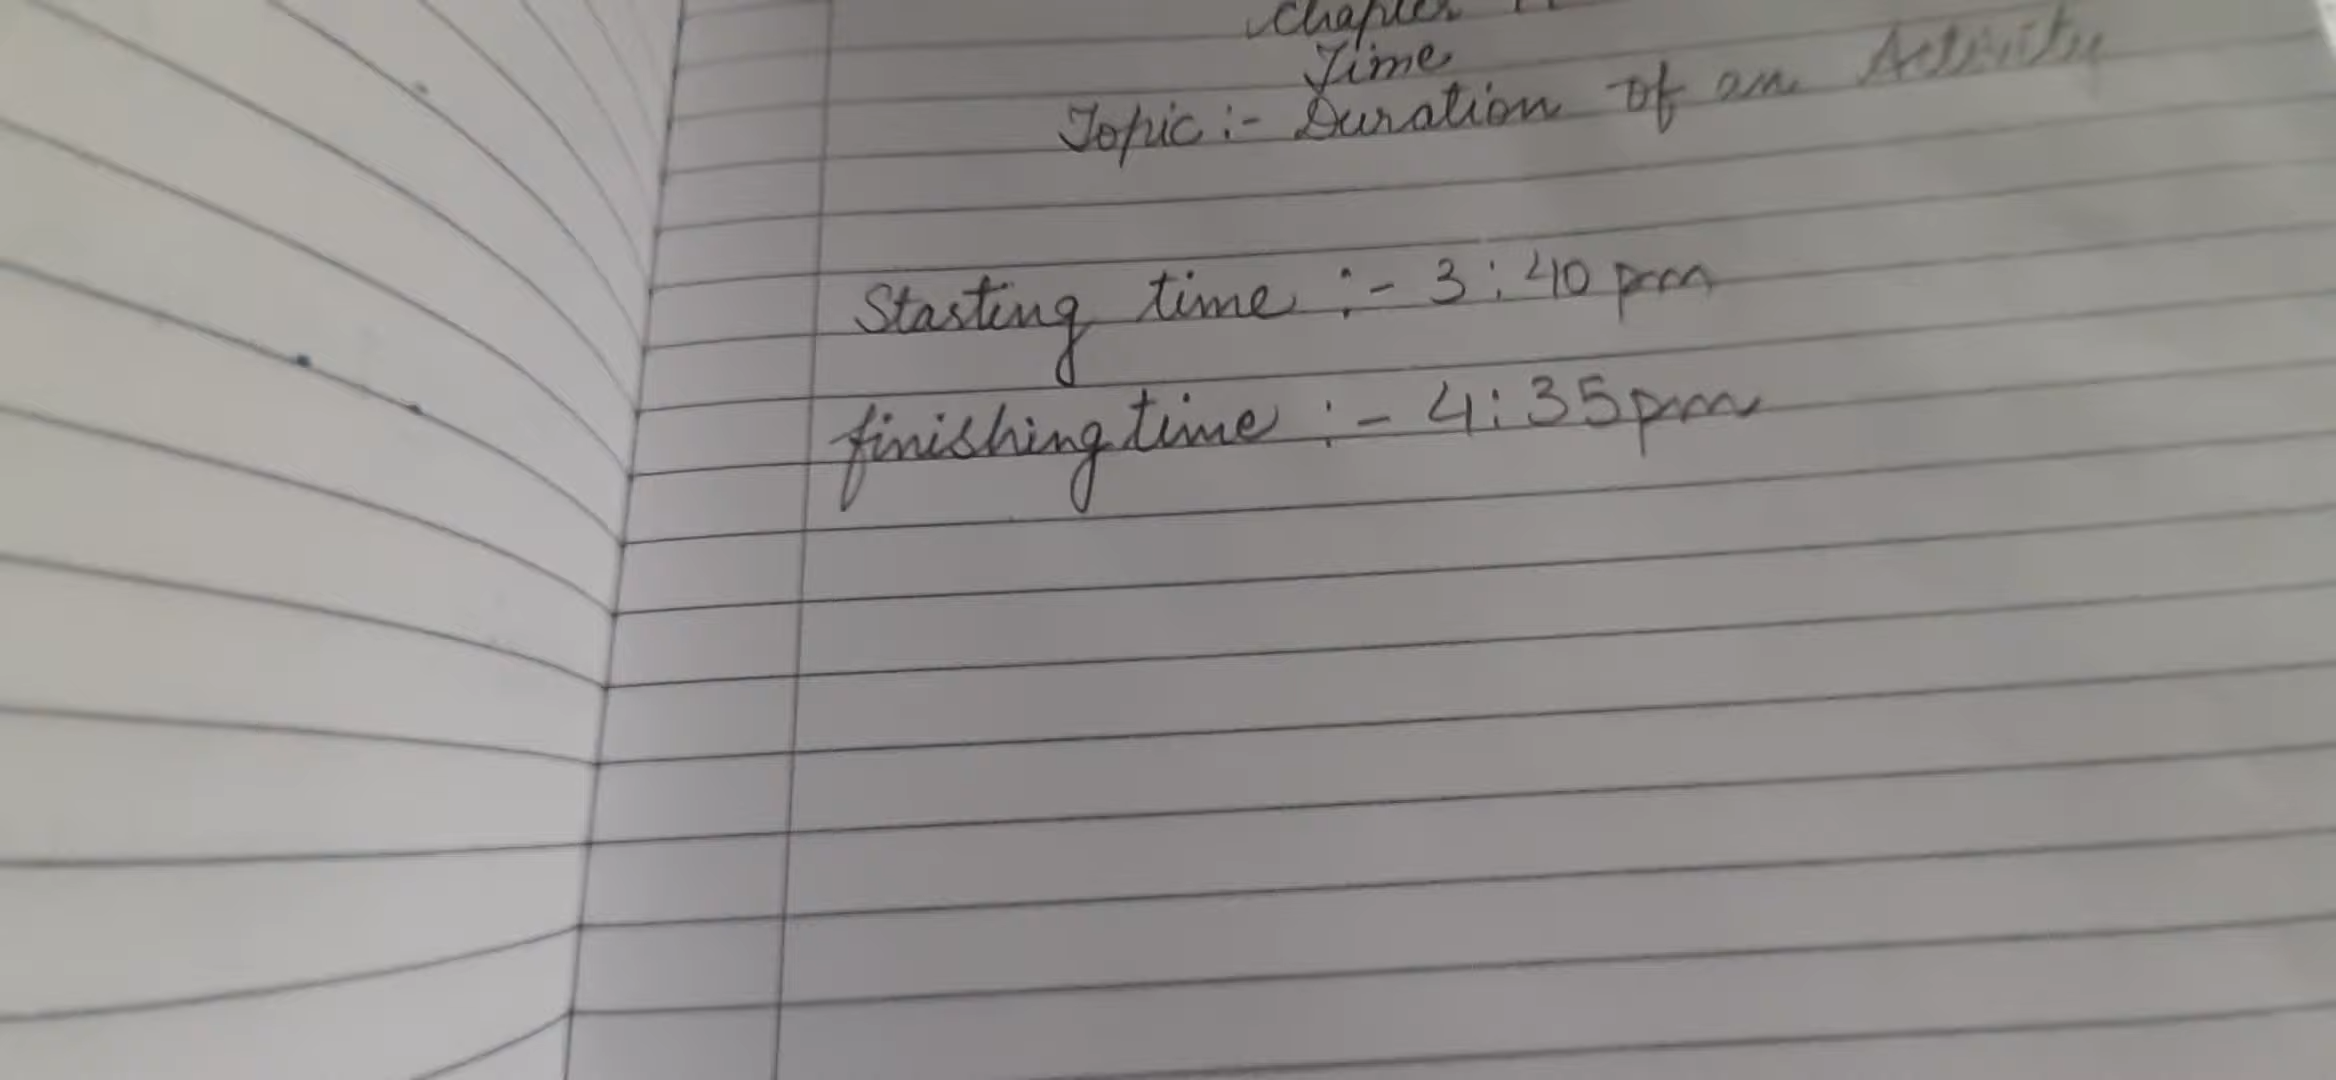 Chapter
Time
Topic :- Duration of an Activity
Starting time :- 3:40 pm
finishing time :- 4:35 pm